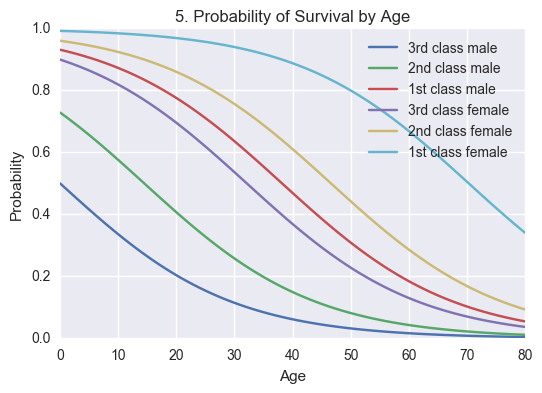 5. Probability of Survival by Age
1.0
0.8
0.6
0.4
0.2
0.0
Probability
3rd class male
2nd class male
1st class male
3rd class female
2nd class female
1st class female
0 10 20 30 40 50 60 70 80
Age